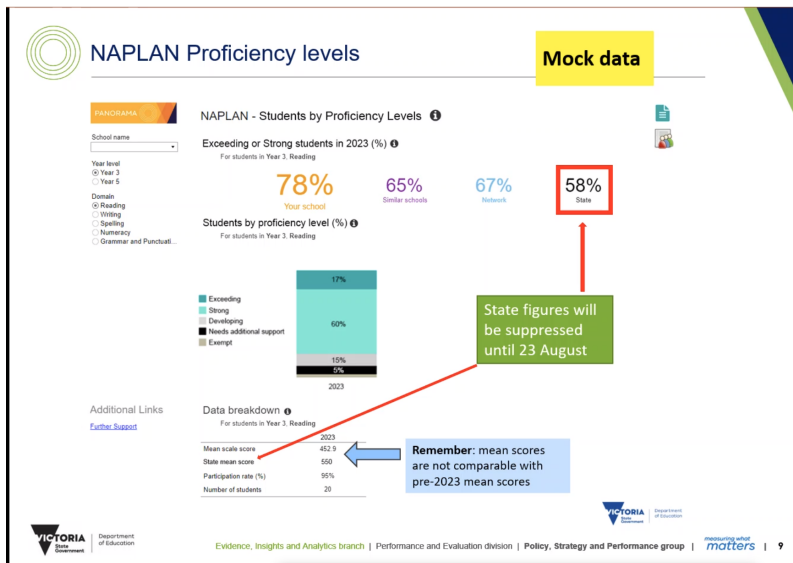 NAPLAN Proficiency levels
Mock data
PANORAMA
School name
Year level
Year 3
Year 5
Domain
Reading
Writing
Spelling
Numeracy
Grammar and Punctuati...
NAPLAN - Students by Proficiency Levels
Exceeding or Strong students in 2023 (%)
For students in Year 3, Reading
78%
Your school
65%
Similar schools
67%
Network
58%
State
Students by proficiency level (%)
For students in Year 3, Reading
Exceeding
Strong
Developing
Needs additional support
Exempt
17%
60%
15%
5%
2023
State figures will
be suppressed
until 23 August
Additional Links
Further Support
Data breakdown
For students in Year 3, Reading
2023
Mean scale score 452.9
State mean score 550
Participation rate (%) 95%
Number of students 20
Remember: mean scores
are not comparable with
pre-2023 mean scores
VICTORIA
State
Government
Department
of Education
VICTORIA
State
Government
Department
of Education
Evidence, Insights and Analytics branch | Performance and Evaluation division | Policy, Strategy and Performance group |
measuring what
matters
| 9